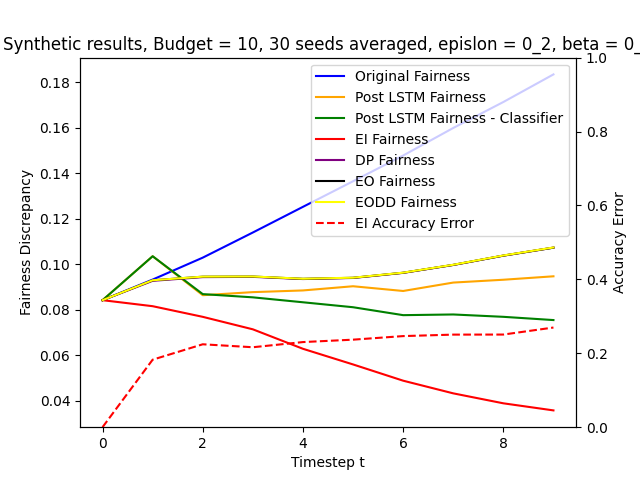 Synthetic results, Budget = 10, 30 seeds averaged, epislon = 0_2, beta = 0_
Fairness Discrepancy
0.18
0.16
0.14
0.12
0.10
0.08
0.06
0.04
Original Fairness
Post LSTM Fairness
Post LSTM Fairness - Classifier
EI Fairness
DP Fairness
EO Fairness
EODD Fairness
EI Accuracy Error
1.0
0.8
0.6
0.4
0.2
0.0
Accuracy Error
0 2 4 6 8
Timestep t